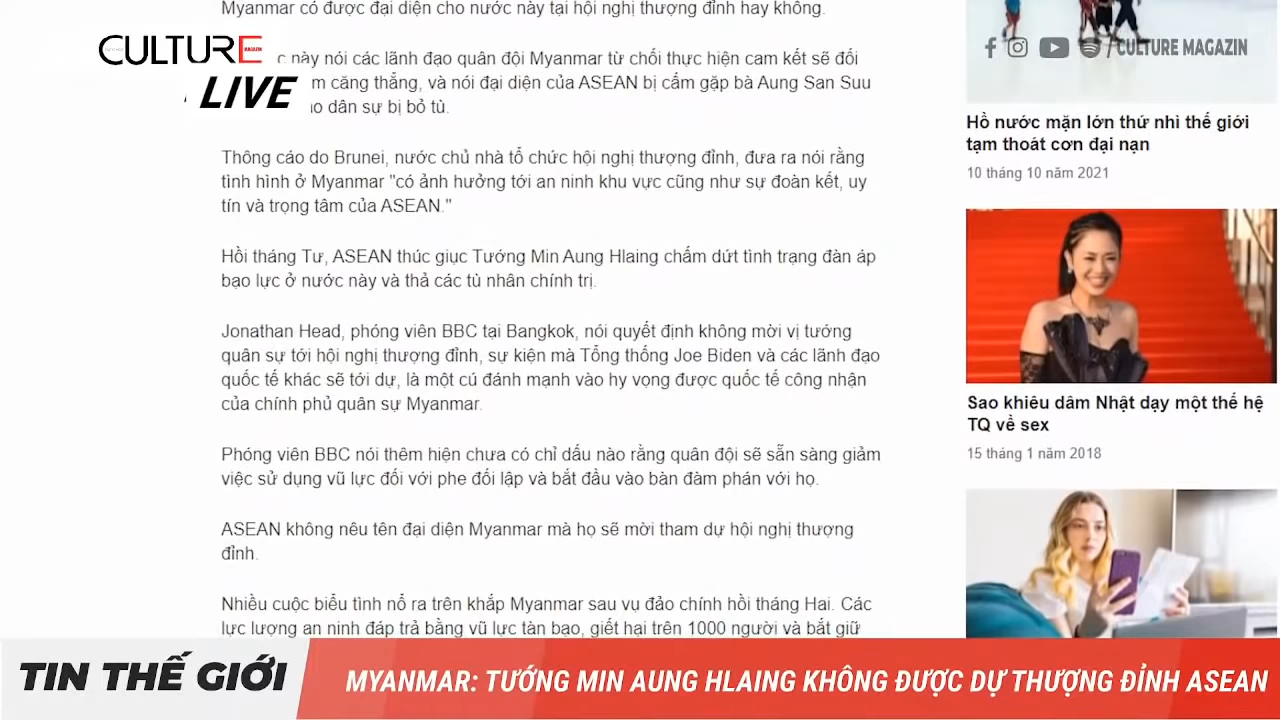 Myanmar có được đại diện cho nước này tại hội nghị thượng đỉnh hay không.
CULTURE
MAGAZIN
LIVE
này nói các lãnh đạo quân đội Myanmar từ chối thực hiện cam kết sẽ đối
căng thẳng, và nói đại diện của ASEAN bị cấm gặp bà Aung San Suu
dân sự bị bỏ tù.
Thông cáo do Brunei, nước chủ nhà tổ chức hội nghị thượng đỉnh, đưa ra nói rằng
tình hình ở Myanmar "có ảnh hưởng tới an ninh khu vực cũng như sự đoàn kết, uy
tín và trọng tâm của ASEAN."
Hồi tháng Tư, ASEAN thúc giục Tướng Min Aung Hlaing chấm dứt tình trạng đàn áp
bạo lực ở nước này và thả các tù nhân chính trị.
Jonathan Head, phóng viên BBC tại Bangkok, nói quyết định không mời vị tướng
quân sự tới hội nghị thượng đỉnh, sự kiện mà Tổng thống Joe Biden và các lãnh đạo
quốc tế khác sẽ tới dự, là một cú đánh mạnh vào hy vọng được quốc tế công nhận
của chính phủ quân sự Myanmar.
Phóng viên BBC nói thêm hiện chưa có chỉ dấu nào rằng quân đội sẽ sẵn sàng giảm
việc sử dụng vũ lực đối với phe đối lập và bắt đầu vào bàn đàm phán với họ.
ASEAN không nêu tên đại diện Myanmar mà họ sẽ mời tham dự hội nghị thượng
đỉnh.
Nhiều cuộc biểu tình nổ ra trên khắp Myanmar sau vụ đảo chính hồi tháng Hai. Các
lực lượng an ninh đáp trả bằng vũ lực tàn bạo, giết hại trên 1000 người và bắt giữ
/ CULTURE MAGAZIN
Hồ nước mặn lớn thứ nhì thế giới
tạm thoát cơn đại nạn
10 tháng 10 năm 2021
Sao khiêu dâm Nhật dạy một thế hệ
TQ về sex
15 tháng 1 năm 2018
TIN THẾ GIỚI
MYANMAR: TƯỚNG MIN AUNG HLAING KHÔNG ĐƯỢC DỰ THƯỢNG ĐỈNH ASEAN